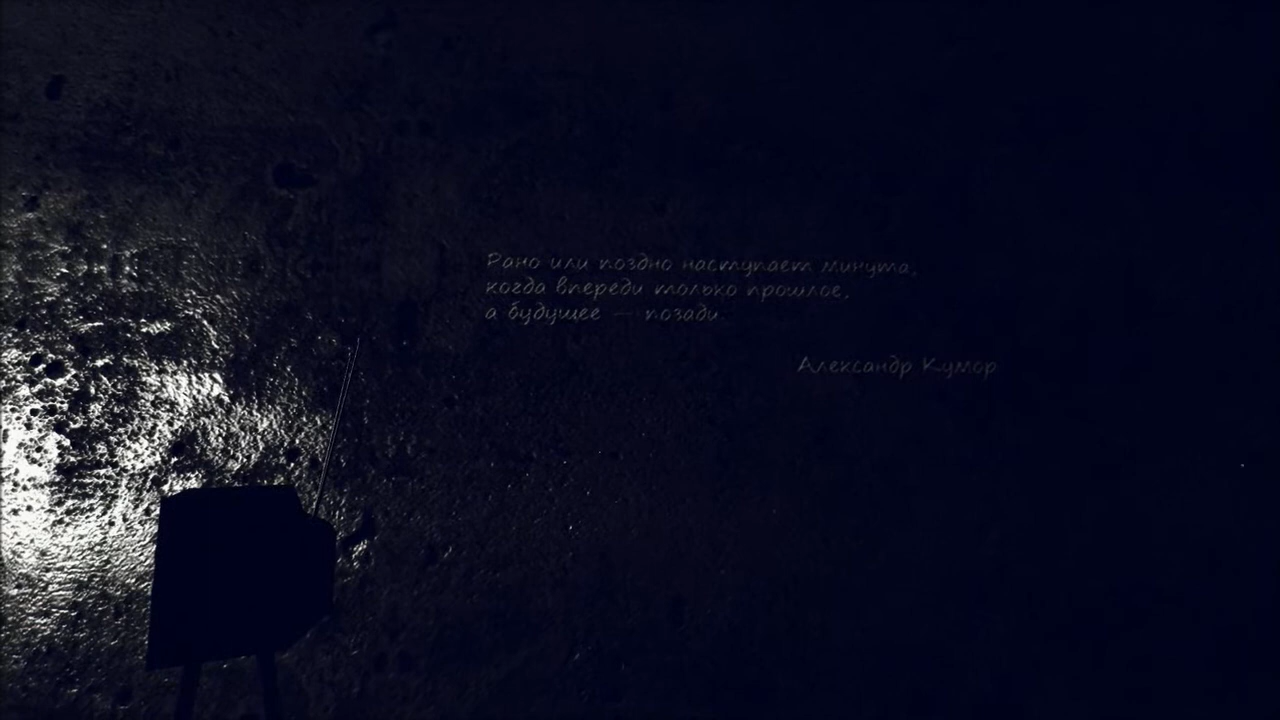 Рано или поздно наступает минута,
когда впереди только прошлое,
а будущее — позади.
Александр Кумор